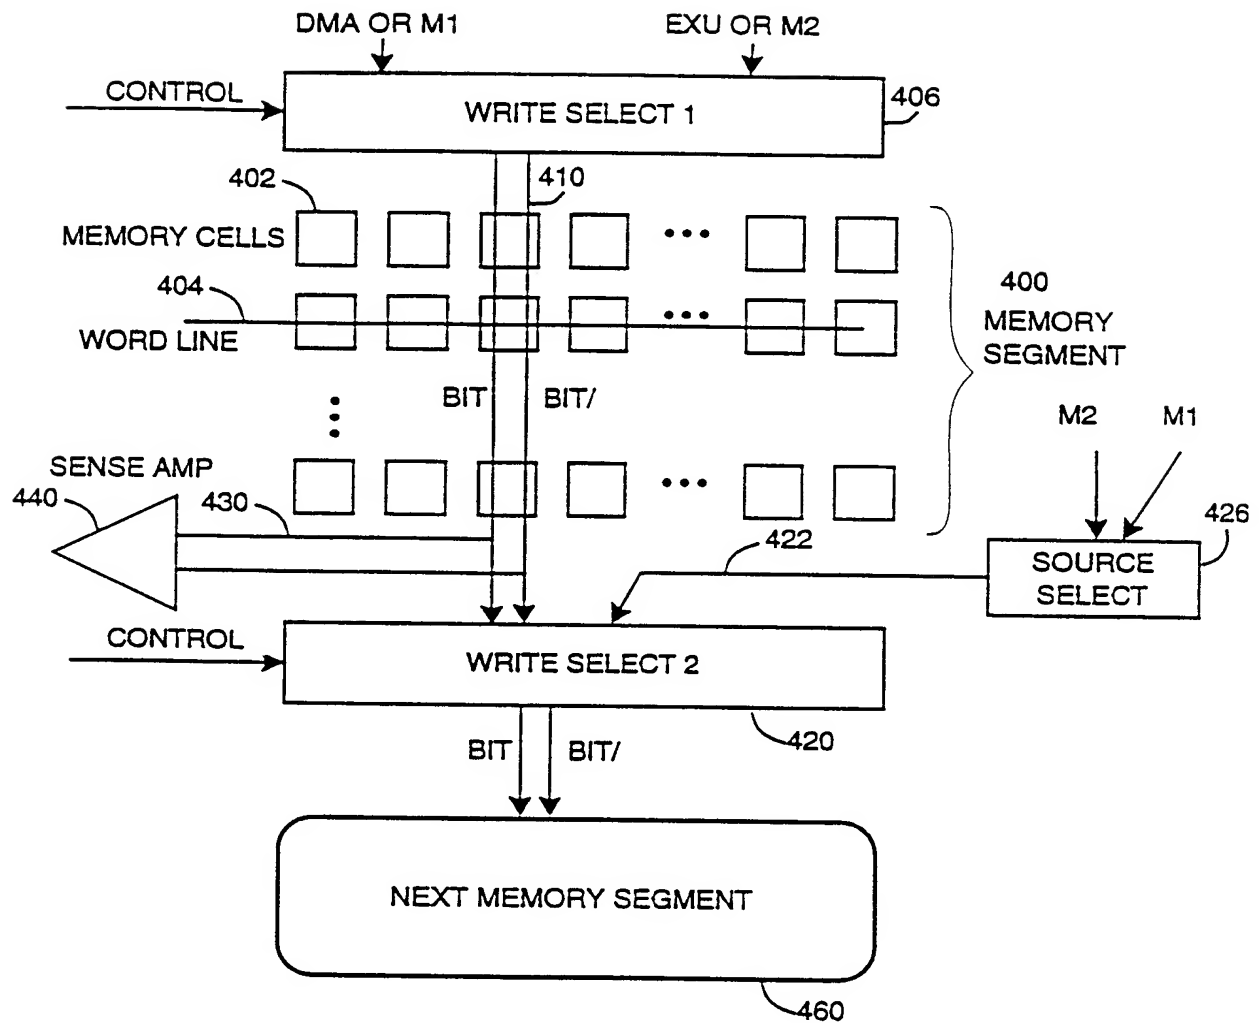 DMA OR M1
EXU OR M2
CONTROL
WRITE SELECT 1
406
402
410
MEMORY CELLS
404
WORD LINE
400
MEMORY
SEGMENT
BIT
BIT/
M2
M1
SENSE AMP
440
430
422
426
SOURCE
SELECT
CONTROL
WRITE SELECT 2
420
BIT
BIT/
NEXT MEMORY SEGMENT
460